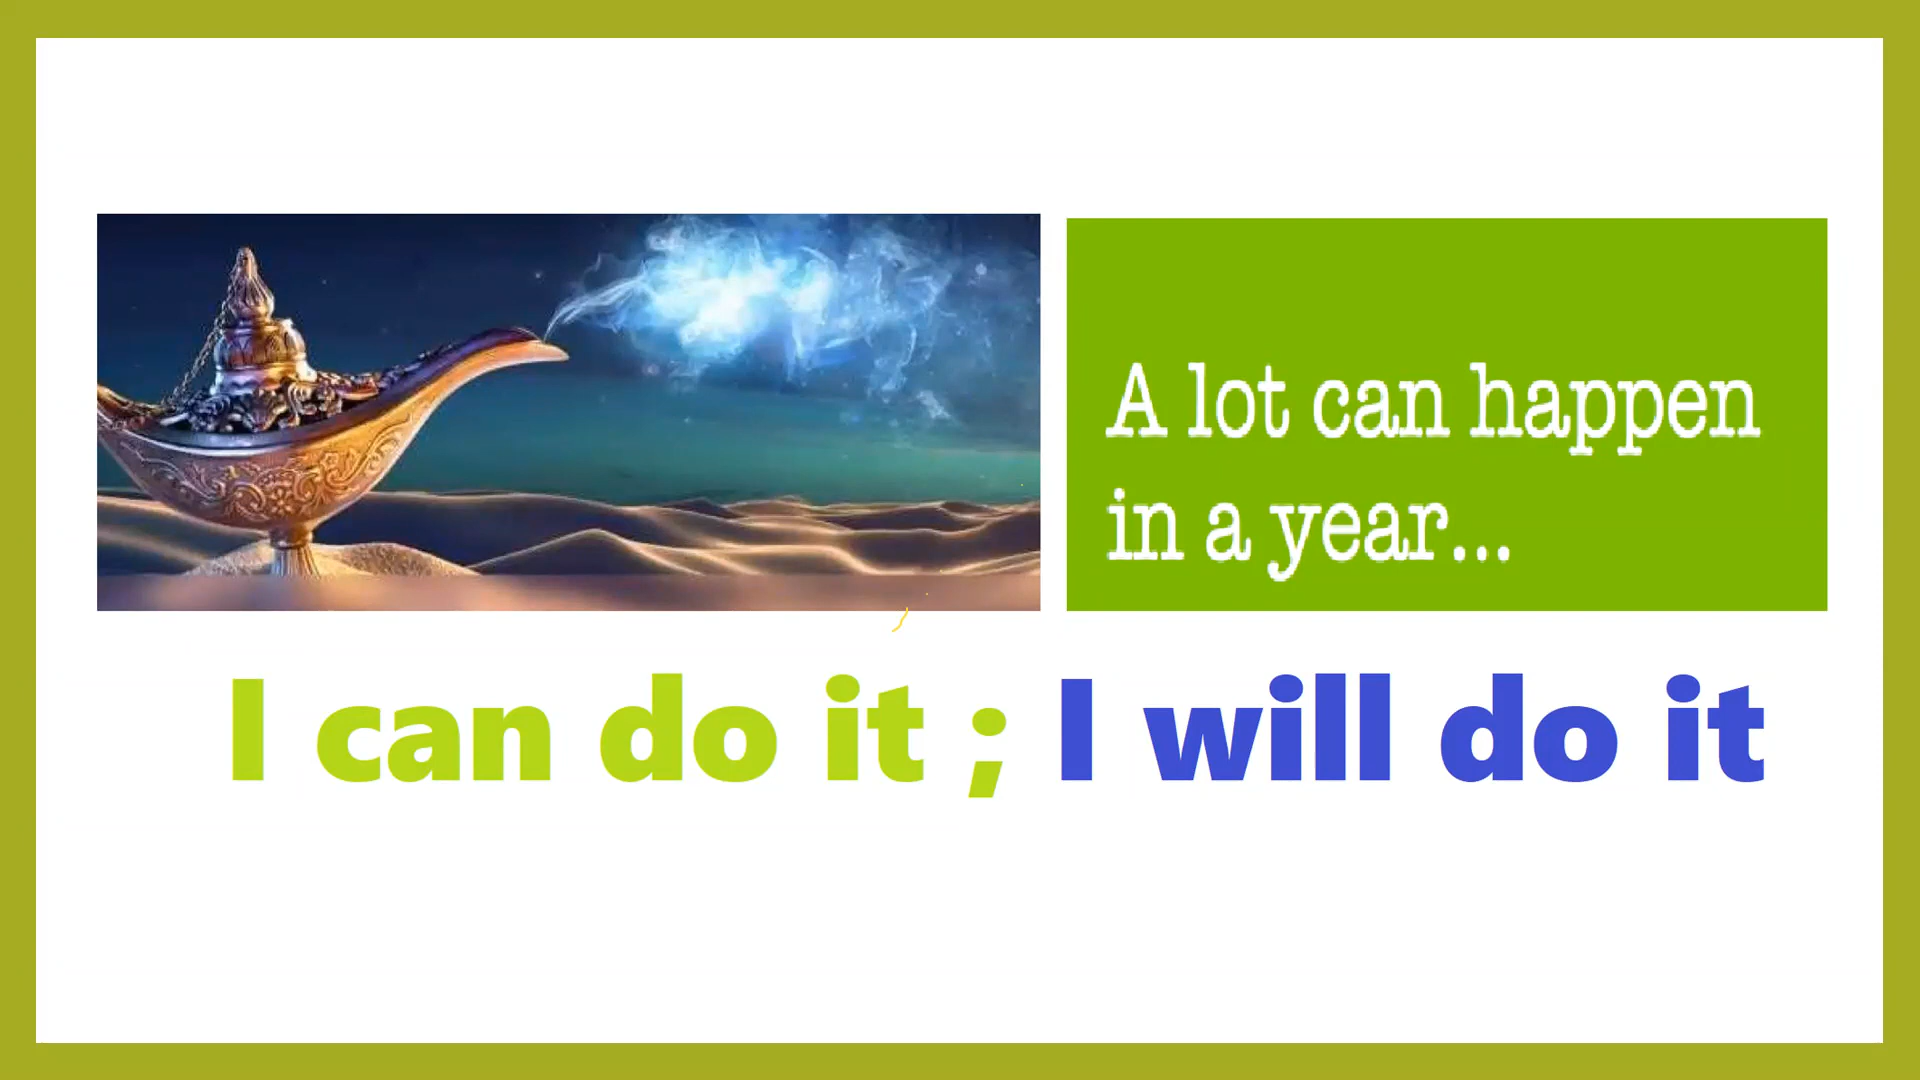 A lot can happen
in a year...
I can do it ; I will do it